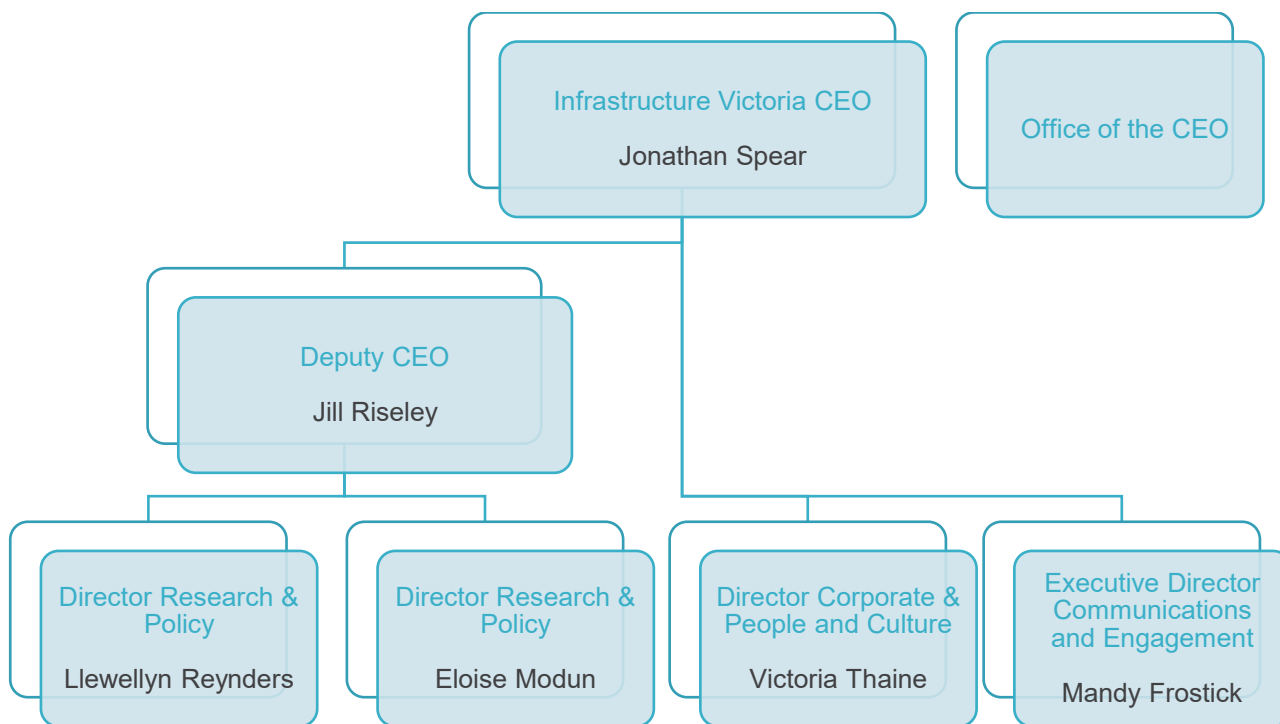 Infrastructure Victoria CEO
Jonathan Spear
Office of the CEO
Deputy CEO
Jill Riseley
Director Research &
Policy
Llewellyn Reynders
Director Research &
Policy
Eloise Modun
Director Corporate &
People and Culture
Victoria Thaine
Executive Director
Communications
and Engagement
Mandy Frostick